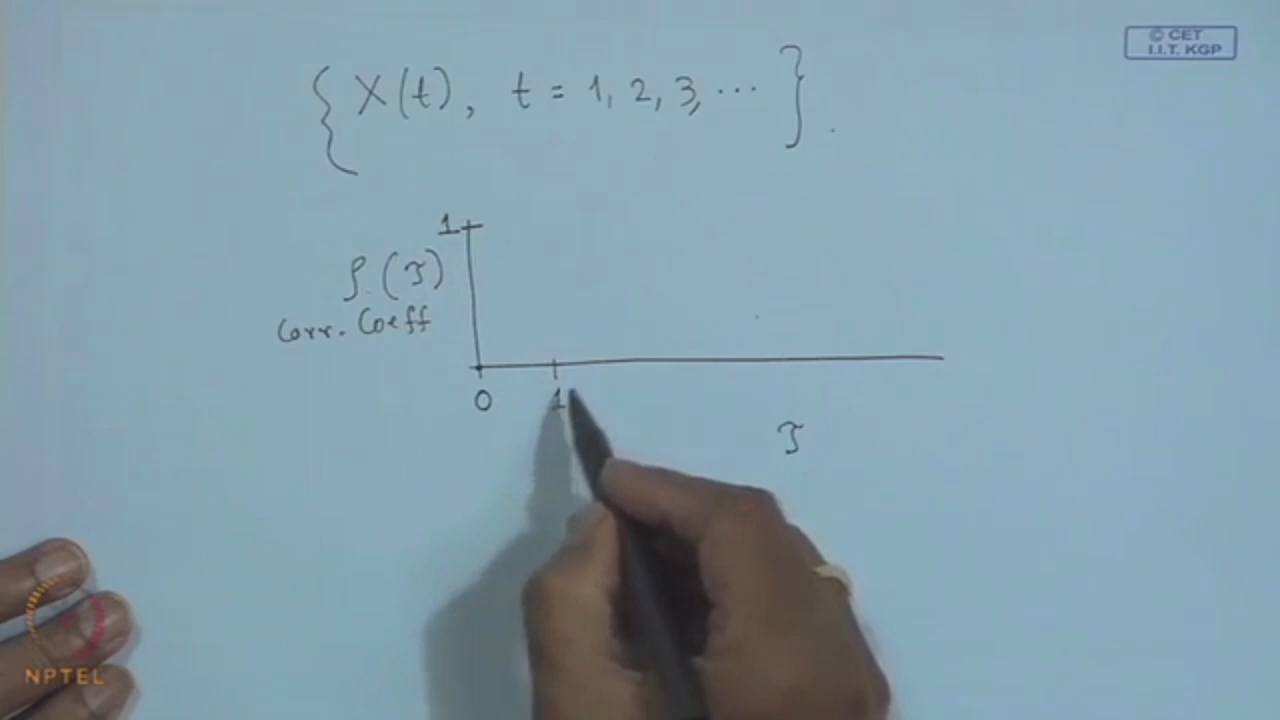 © CET
I.I.T. KGP
{ X(t), t = 1, 2, 3, ... }.
1
ρ(τ)
Corr. Coeff
0 1
τ
NPTEL